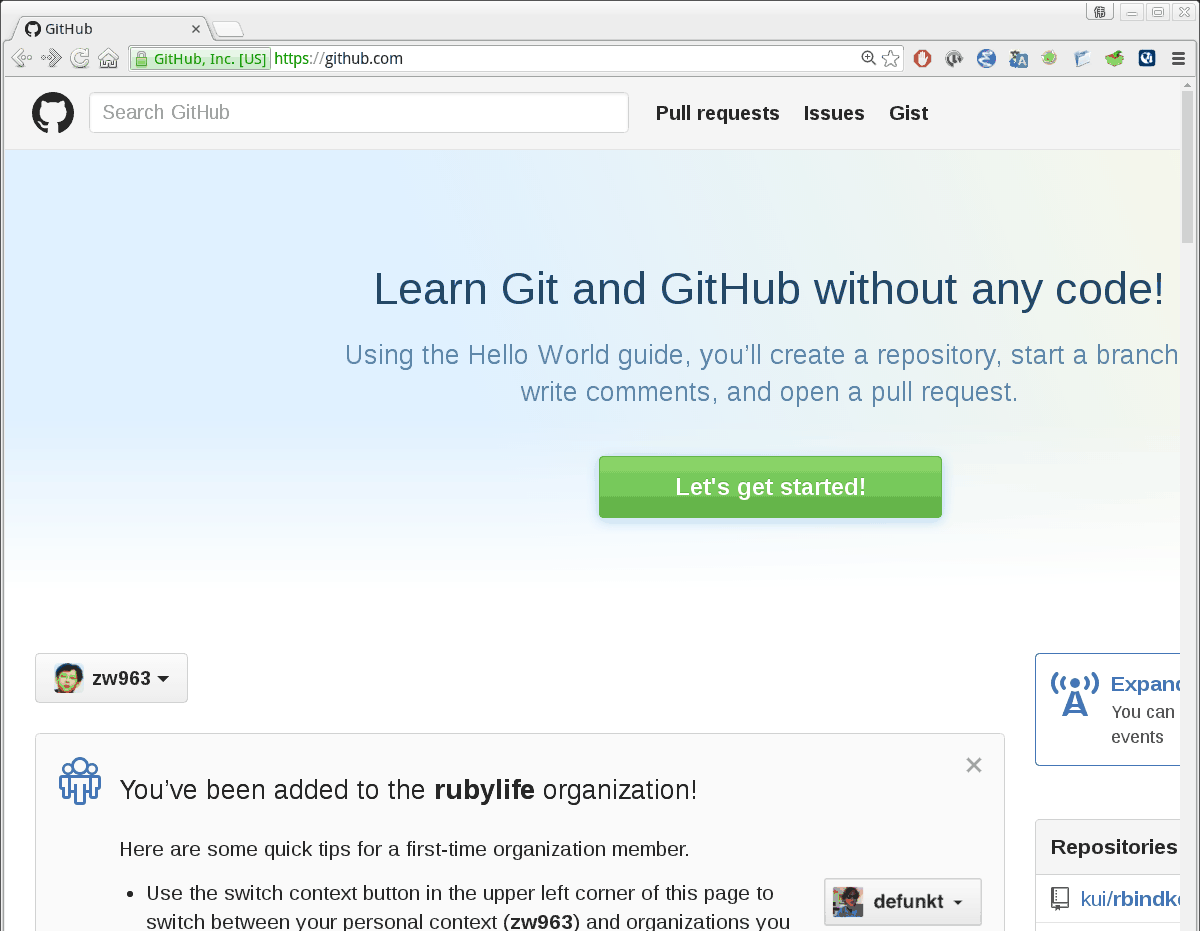 伟
GitHub
GitHub, Inc. [US] https://github.com
Search GitHub
Pull requests Issues Gist
Learn Git and GitHub without any code!
Using the Hello World guide, you’ll create a repository, start a branch
write comments, and open a pull request.
Let's get started!
zw963
Expand
You can
events
You’ve been added to the rubylife organization!
Here are some quick tips for a first-time organization member.
• Use the switch context button in the upper left corner of this page to
switch between your personal context (zw963) and organizations you
defunkt
Repositories
kui/rbindke